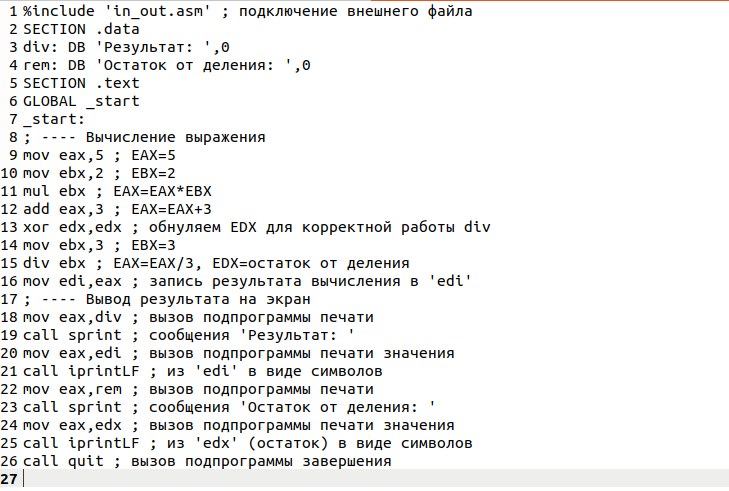 1 %include 'in_out.asm' ; подключение внешнего файла
2 SECTION .data
3 div: DB 'Результат: ',0
4 rem: DB 'Остаток от деления: ',0
5 SECTION .text
6 GLOBAL _start
7 _start:
8 ; ---- Вычисление выражения
9 mov eax,5 ; EAX=5
10 mov ebx,2 ; EBX=2
11 mul ebx ; EAX=EAX*EBX
12 add eax,3 ; EAX=EAX+3
13 xor edx,edx ; обнуляем EDX для корректной работы div
14 mov ebx,3 ; EBX=3
15 div ebx ; EAX=EAX/3, EDX=остаток от деления
16 mov edi,eax ; запись результата вычисления в 'edi'
17 ; ---- Вывод результата на экран
18 mov eax,div ; вызов подпрограммы печати
19 call sprint ; сообщения 'Результат: '
20 mov eax,edi ; вызов подпрограммы печати значения
21 call iprintLF ; из 'edi' в виде символов
22 mov eax,rem ; вызов подпрограммы печати
23 call sprint ; сообщения 'Остаток от деления: '
24 mov eax,edx ; вызов подпрограммы печати значения
25 call iprintLF ; из 'edx' (остаток) в виде символов
26 call quit ; вызов подпрограммы завершения
27